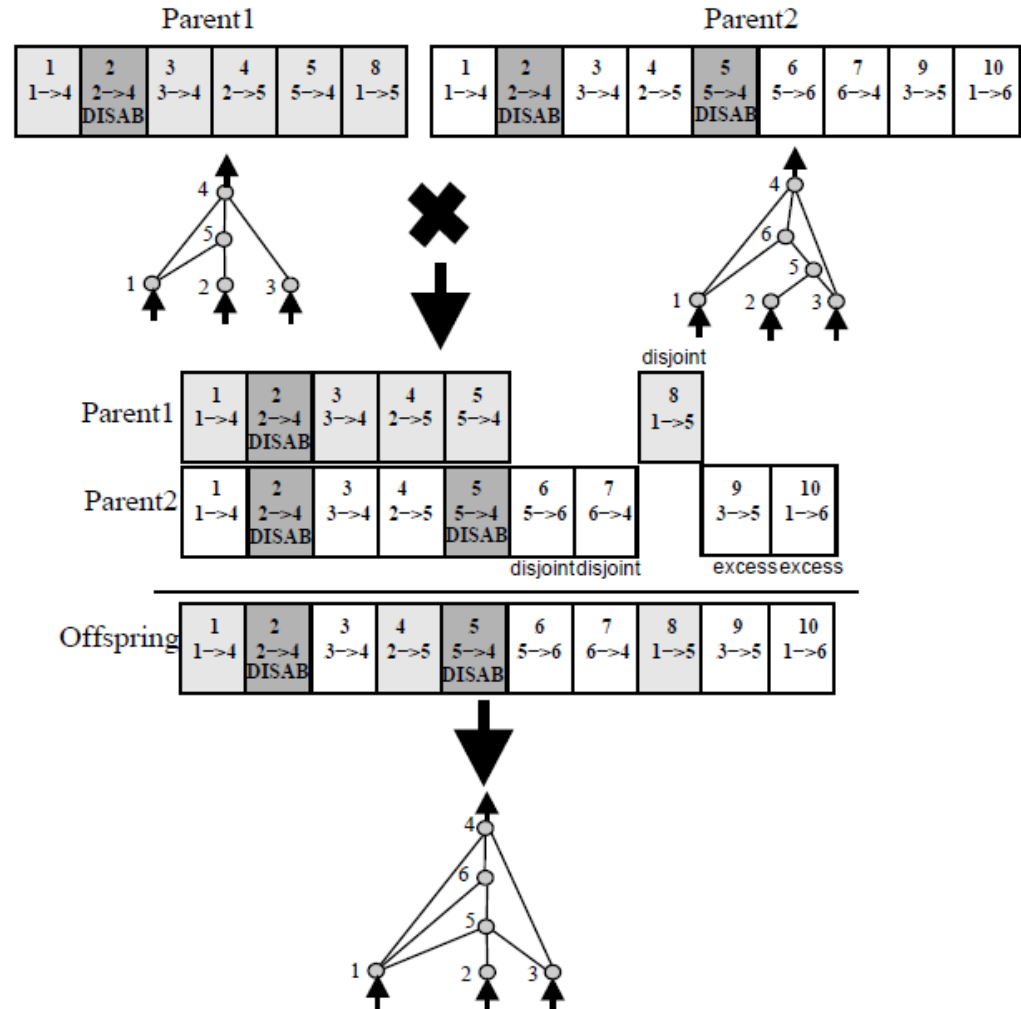 Parent1 Parent2
1 2 3 4 5 8 1 2 3 4 5 6 7 9 10
1->4 2->4 3->4 2->5 5->4 1->5 1->4 2->4 3->4 2->5 5->4 5->6 6->4 3->5 1->6
DISAB DISAB DISAB
4 4
5 6
5
1 2 3 1 2 3
disjoint
Parent1 1 2 3 4 5 8
1->4 2->4 3->4 2->5 5->4 1->5
DISAB
Parent2 1 2 3 4 5 6 7 9 10
1->4 2->4 3->4 2->5 5->4 5->6 6->4 3->5 1->6
DISAB DISAB
disjoint disjoint excess excess
Offspring 1 2 3 4 5 6 7 8 9 10
1->4 2->4 3->4 2->5 5->4 5->6 6->4 1->5 3->5 1->6
DISAB DISAB
4
6
5
1 2 3